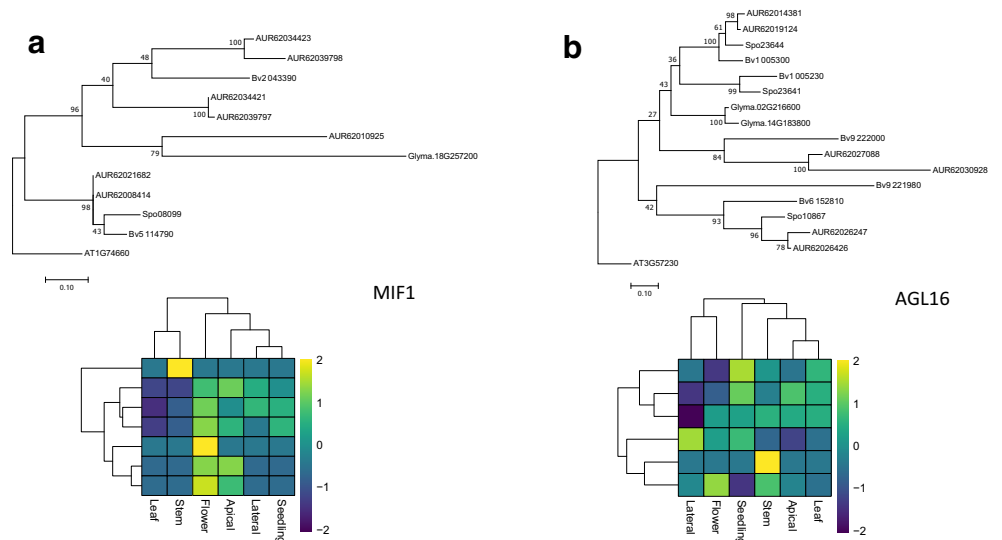 a
AUR62034423
100
AUR62039798
48
Bv2 043390
40
AUR62034421
100
AUR62039797
96
AUR62010925
79
Glyma.18G257200
AUR62021682
AUR62008414
98
Spo08099
43
Bv5 114790
AT1G74660
0.10
MIF1
2
1
0
−1
−2
Leaf
Stem
Flower
Apical
Lateral
Seedling
b
AUR62014381
98
AUR62019124
61
Spo23644
36
Bv1 005300
43
Bv1 005230
99
Spo23641
27
Glyma.02G216600
100
Glyma.14G183800
Bv9 222000
84
AUR62027088
100
AUR62030928
Bv9 221980
42
Bv6 152810
93
Spo10867
96
AUR62026247
78
AUR62026426
AT3G57230
0.10
AGL16
2
1
0
−1
−2
Lateral
Flower
Seedling
Stem
Apical
Leaf